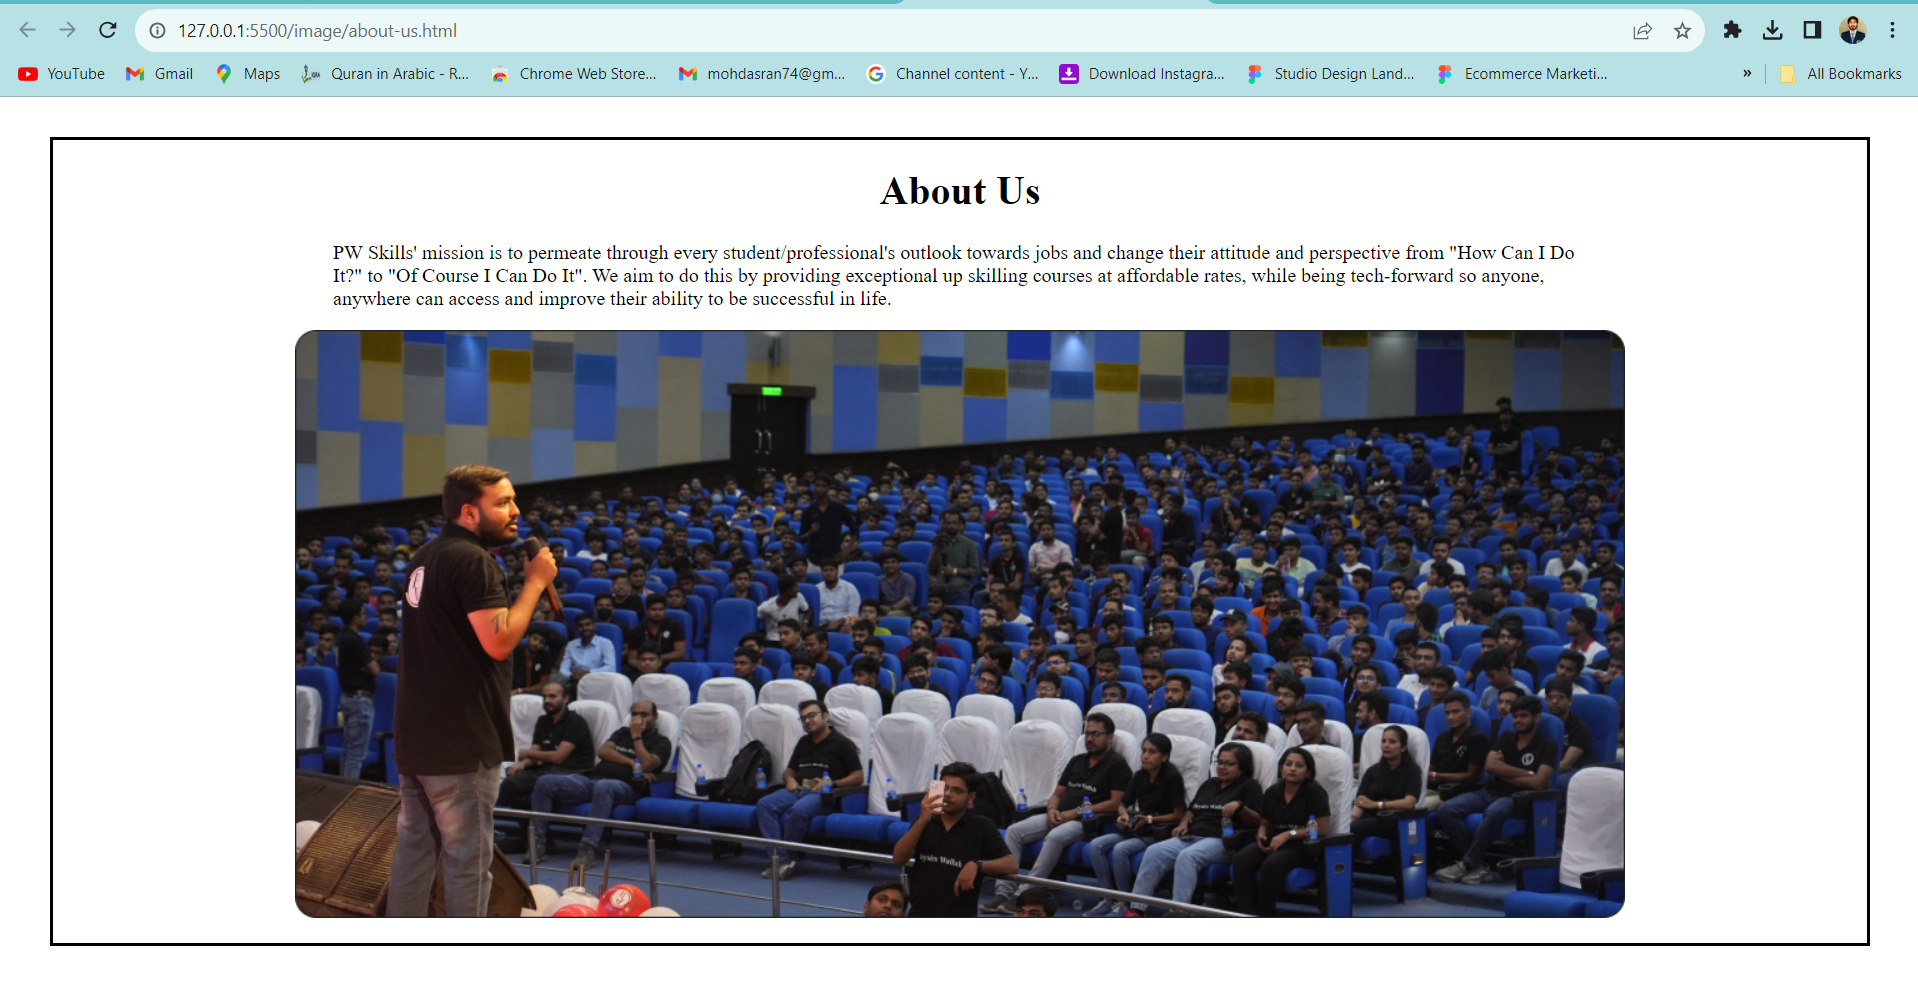 127.0.0.1:5500/image/about-us.html
YouTube
Gmail
Maps
Quran in Arabic - R...
Chrome Web Store...
mohdasran74@gm...
Channel content - Y...
Download Instagra...
Studio Design Land...
Ecommerce Marketi...
»
All Bookmarks
About Us
PW Skills' mission is to permeate through every student/professional's outlook towards jobs and change their attitude and perspective from "How Can I Do
It?" to "Of Course I Can Do It". We aim to do this by providing exceptional up skilling courses at affordable rates, while being tech-forward so anyone,
anywhere can access and improve their ability to be successful in life.